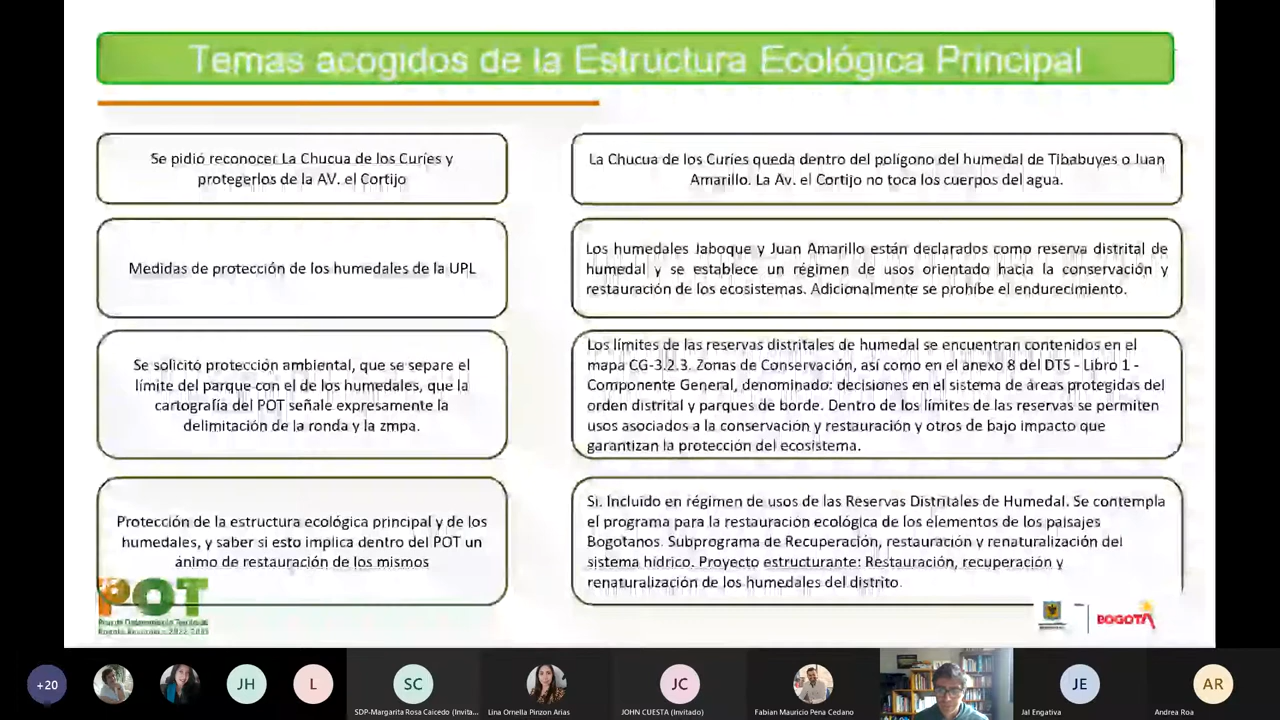 Temas acogidos de la Estructura Ecológica Principal
Se pidió reconocer La Chucua de los Curíes y
protegerlos de la AV. el Cortijo
La Chucua de los Curíes queda dentro del polígono del humedal de Tibabuyes o Juan
Amarillo. La Av. el Cortijo no toca los cuerpos del agua.
Medidas de protección de los humedales de la UPL
Los humedales Jaboque y Juan Amarillo están declarados como reserva distrital de
humedal y se establece un régimen de usos orientado hacia la conservación y
restauración de los ecosistemas. Adicionalmente se prohíbe el endurecimiento.
Se solicitó protección ambiental, que se separe el
límite del parque con el de los humedales, que la
cartografía del POT señale expresamente la
delimitación de la ronda y la zmpa.
Los límites de las reservas distritales de humedal se encuentran contenidos en el
mapa CG-3.2.3. Zonas de Conservación, así como en el anexo 8 del DTS - Libro 1 -
Componente General, denominado: decisiones en el sistema de áreas protegidas del
orden distrital y parques de borde. Dentro de los límites de las reservas se permiten
usos asociados a la conservación y restauración y otros de bajo impacto que
garantizan la protección del ecosistema.
Protección de la estructura ecológica principal y de los
humedales, y saber si esto implica dentro del POT un
ánimo de restauración de los mismos
Si. Incluido en régimen de usos de las Reservas Distritales de Humedal. Se contempla
el programa para la restauración ecológica de los elementos de los paisajes
Bogotanos. Subprograma de Recuperación, restauración y renaturalización del
sistema hídrico. Proyecto estructurante: Restauración, recuperación y
renaturalización de los humedales del distrito.
POT
BOGOTÁ
+20
JH
L
SC
JC
JE
AR
SDP-Margarita Rosa Caicedo (Invita...
Lina Ornella Pinzon Arias
JOHN CUESTA (Invitado)
Fabian Mauricio Pena Cedano
Jal Engativa
Andrea Roa